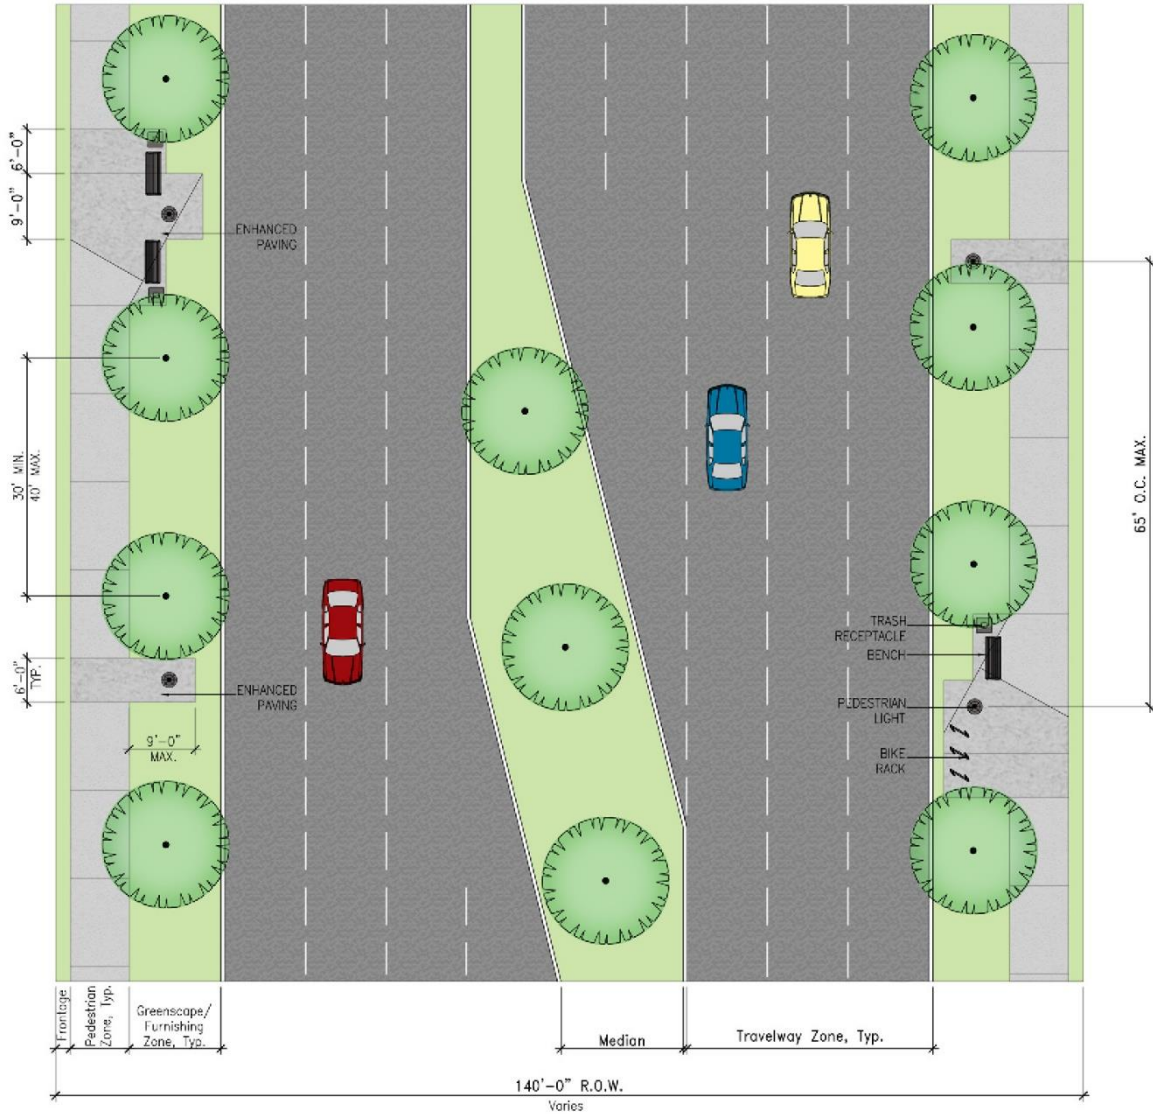 6'-0"
9'-0"
ENHANCED
PAVING
30' MIN.
40' MAX.
65' O.C. MAX.
TRASH
RECEPTACLE
BENCH
6'-0"
TYP.
ENHANCED
PAVING
PEDESTRIAN
LIGHT
9'-0"
MAX.
BIKE
RACK
Frontage
Pedestrian
Zone, Typ.
Greenscape/
Furnishing
Zone, Typ.
Median
Travelway Zone, Typ.
140'-0" R.O.W.
Varies